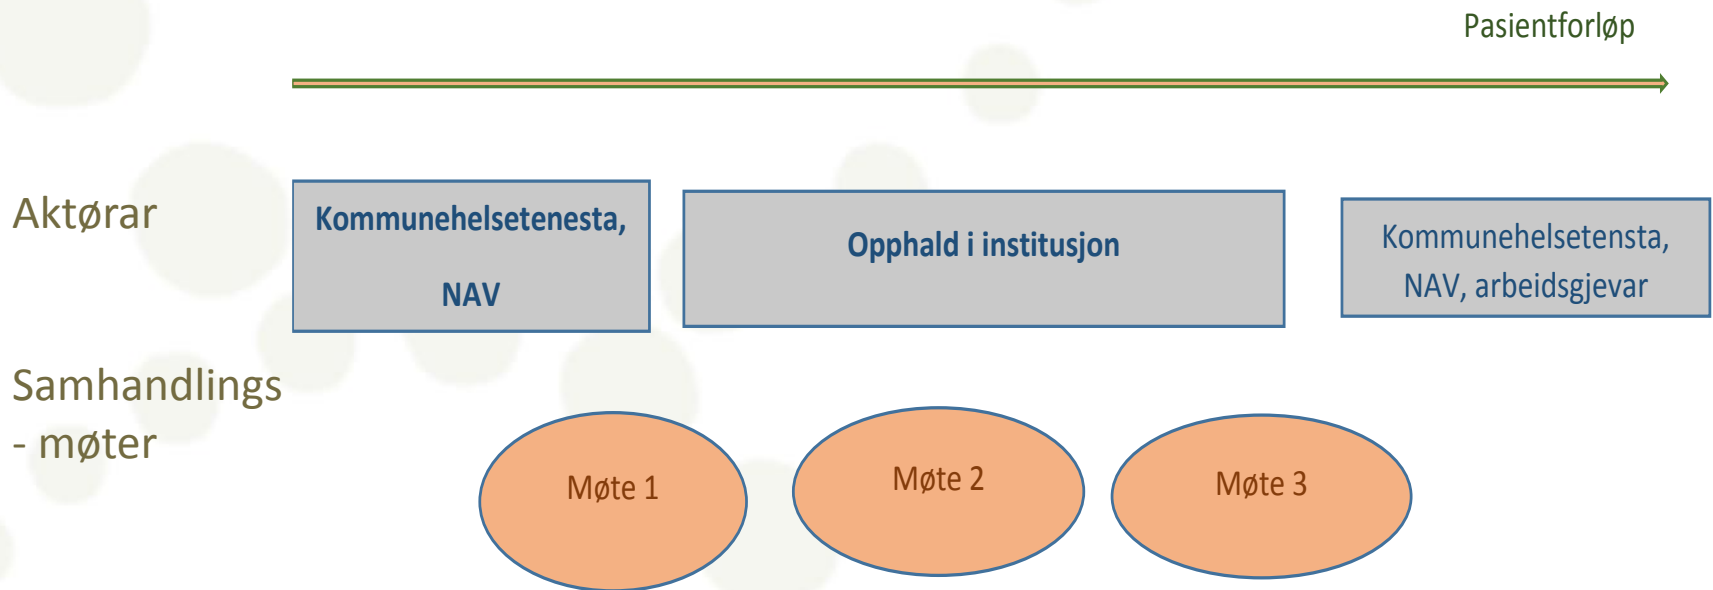 Pasientforløp
Aktørar
Kommunehelsetenesta,
NAV
Opphald i institusjon
Kommunehelsetensta,
NAV, arbeidsgjevar
Samhandlings
- møter
Møte 1
Møte 2
Møte 3